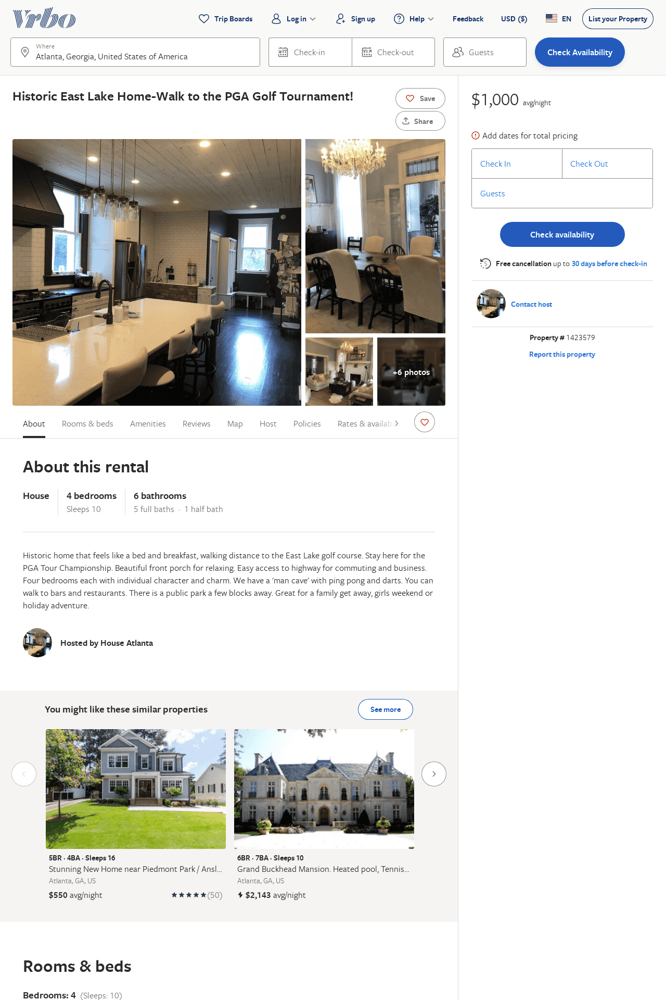 Vrbo
Trip Boards
Log in
Sign up
Help
Feedback
USD ($)
EN
List your Property
Where
Atlanta, Georgia, United States of America
Check-in
Check-out
Guests
Check Availability
Historic East Lake Home-Walk to the PGA Golf Tournament!
Save
Share
+6 photos
$1,000 avg/night
Add dates for total pricing
Check In
Check Out
Guests
Check availability
Free cancellation up to 30 days before check-in
Contact host
Property # 1423579
Report this property
About
Rooms & beds
Amenities
Reviews
Map
Host
Policies
Rates & availab
About this rental
House
4 bedrooms
Sleeps 10
6 bathrooms
5 full baths · 1 half bath
Historic home that feels like a bed and breakfast, walking distance to the East Lake golf course. Stay here for the
PGA Tour Championship. Beautiful front porch for relaxing. Easy access to highway for commuting and business.
Four bedrooms each with individual character and charm. We have a 'man cave' with ping pong and darts. You can
walk to bars and restaurants. There is a public park a few blocks away. Great for a family get away, girls weekend or
holiday adventure.
Hosted by House Atlanta
You might like these similar properties
See more
5BR · 4BA · Sleeps 16
Stunning New Home near Piedmont Park / Ansl...
Atlanta, GA, US
$550 avg/night
(50)
6BR · 7BA · Sleeps 10
Grand Buckhead Mansion. Heated pool, Tennis...
Atlanta, GA, US
$2,143 avg/night
Rooms & beds
Bedrooms: 4 (Sleeps: 10)